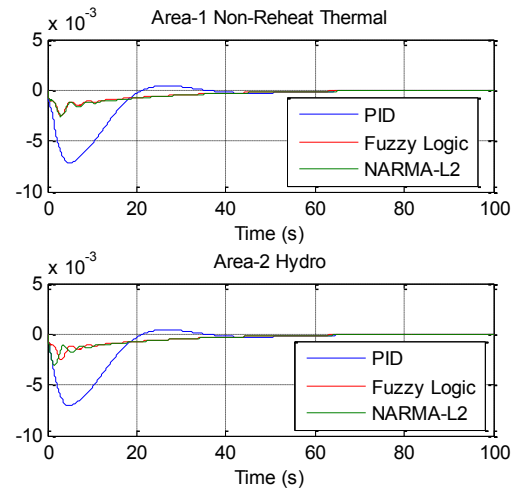 Area-1 Non-Reheat Thermal
x 10-3
5
0
-5
-10
0 20 40 60 80 100
Time (s)
PID
Fuzzy Logic
NARMA-L2
Area-2 Hydro
x 10-3
5
0
-5
-10
0 20 40 60 80 100
Time (s)
PID
Fuzzy Logic
NARMA-L2